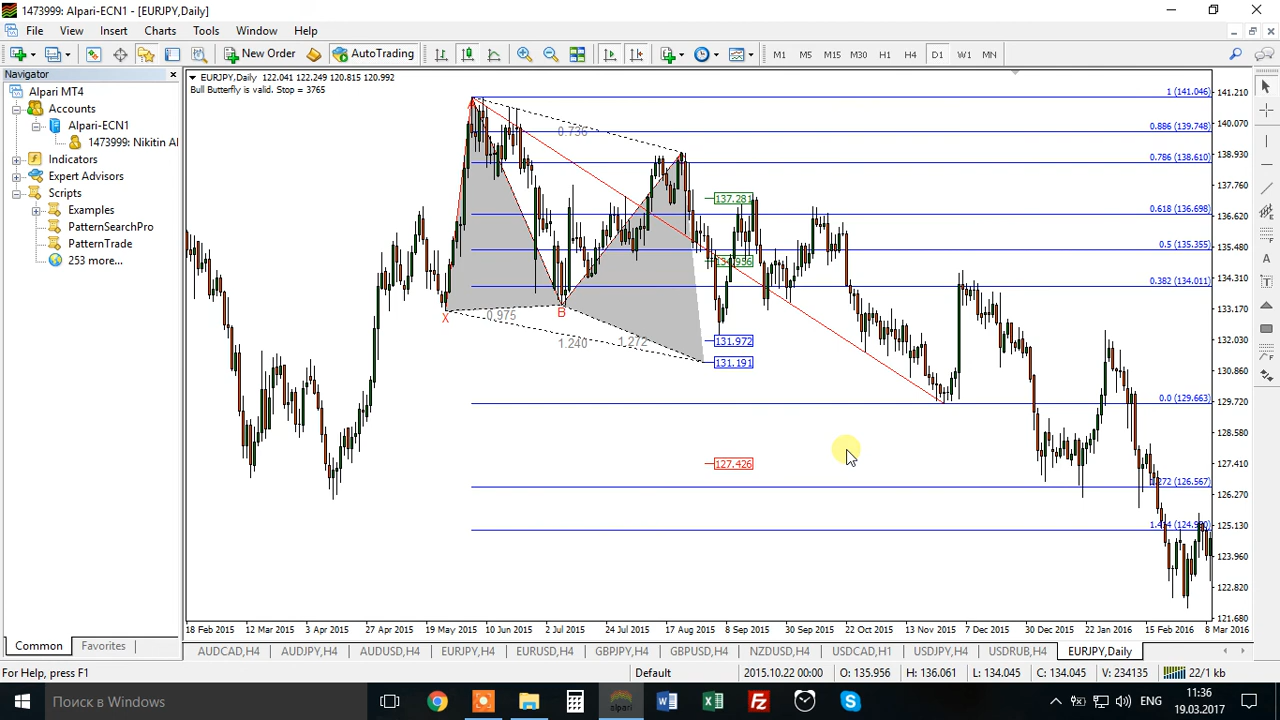 1473999: Alpari-ECN1 - [EURJPY,Daily]
File View Insert Charts Tools Window Help
New Order AutoTrading M1 M5 M15 M30 H1 H4 D1 W1 MN
Navigator
Alpari MT4
Accounts
Alpari-ECN1
1473999: Nikitin Al
Indicators
Expert Advisors
Scripts
Examples
PatternSearchPro
PatternTrade
253 more...
Common Favorites
EURJPY,Daily 122.041 122.249 120.815 120.992
Bull Butterfly is valid. Stop = 3765
1 (141.046)
0.886 (139.748)
0.736
0.786 (138.610)
137.281
0.618 (136.698)
0.5 (135.355)
0.382 (134.011)
X
B
0.975
1.240
1.272
131.972
131.191
0.0 (129.663)
127.426
(126.567)
141.210
140.070
138.930
137.760
136.620
135.480
134.310
133.170
132.030
130.860
129.720
128.580
127.410
126.270
125.130
123.960
122.820
121.680
18 Feb 2015 12 Mar 2015 3 Apr 2015 27 Apr 2015 19 May 2015 10 Jun 2015 2 Jul 2015 24 Jul 2015 17 Aug 2015 8 Sep 2015 30 Sep 2015 22 Oct 2015 13 Nov 2015 7 Dec 2015 30 Dec 2015 22 Jan 2016 15 Feb 2016 8 Mar 2016
AUDCAD,H4 AUDJPY,H4 AUDUSD,H4 EURJPY,H4 EURUSD,H4 GBPJPY,H4 GBPUSD,H4 NZDUSD,H4 USDCAD,H1 USDJPY,H4 USDRUB,H4 EURJPY,Daily
For Help, press F1 Default 2015.10.22 00:00 O: 135.956 H: 136.061 L: 134.045 C: 134.045 V: 234135 22/1 kb
Поиск в Windows
alpari
ENG
11:36
19.03.2017